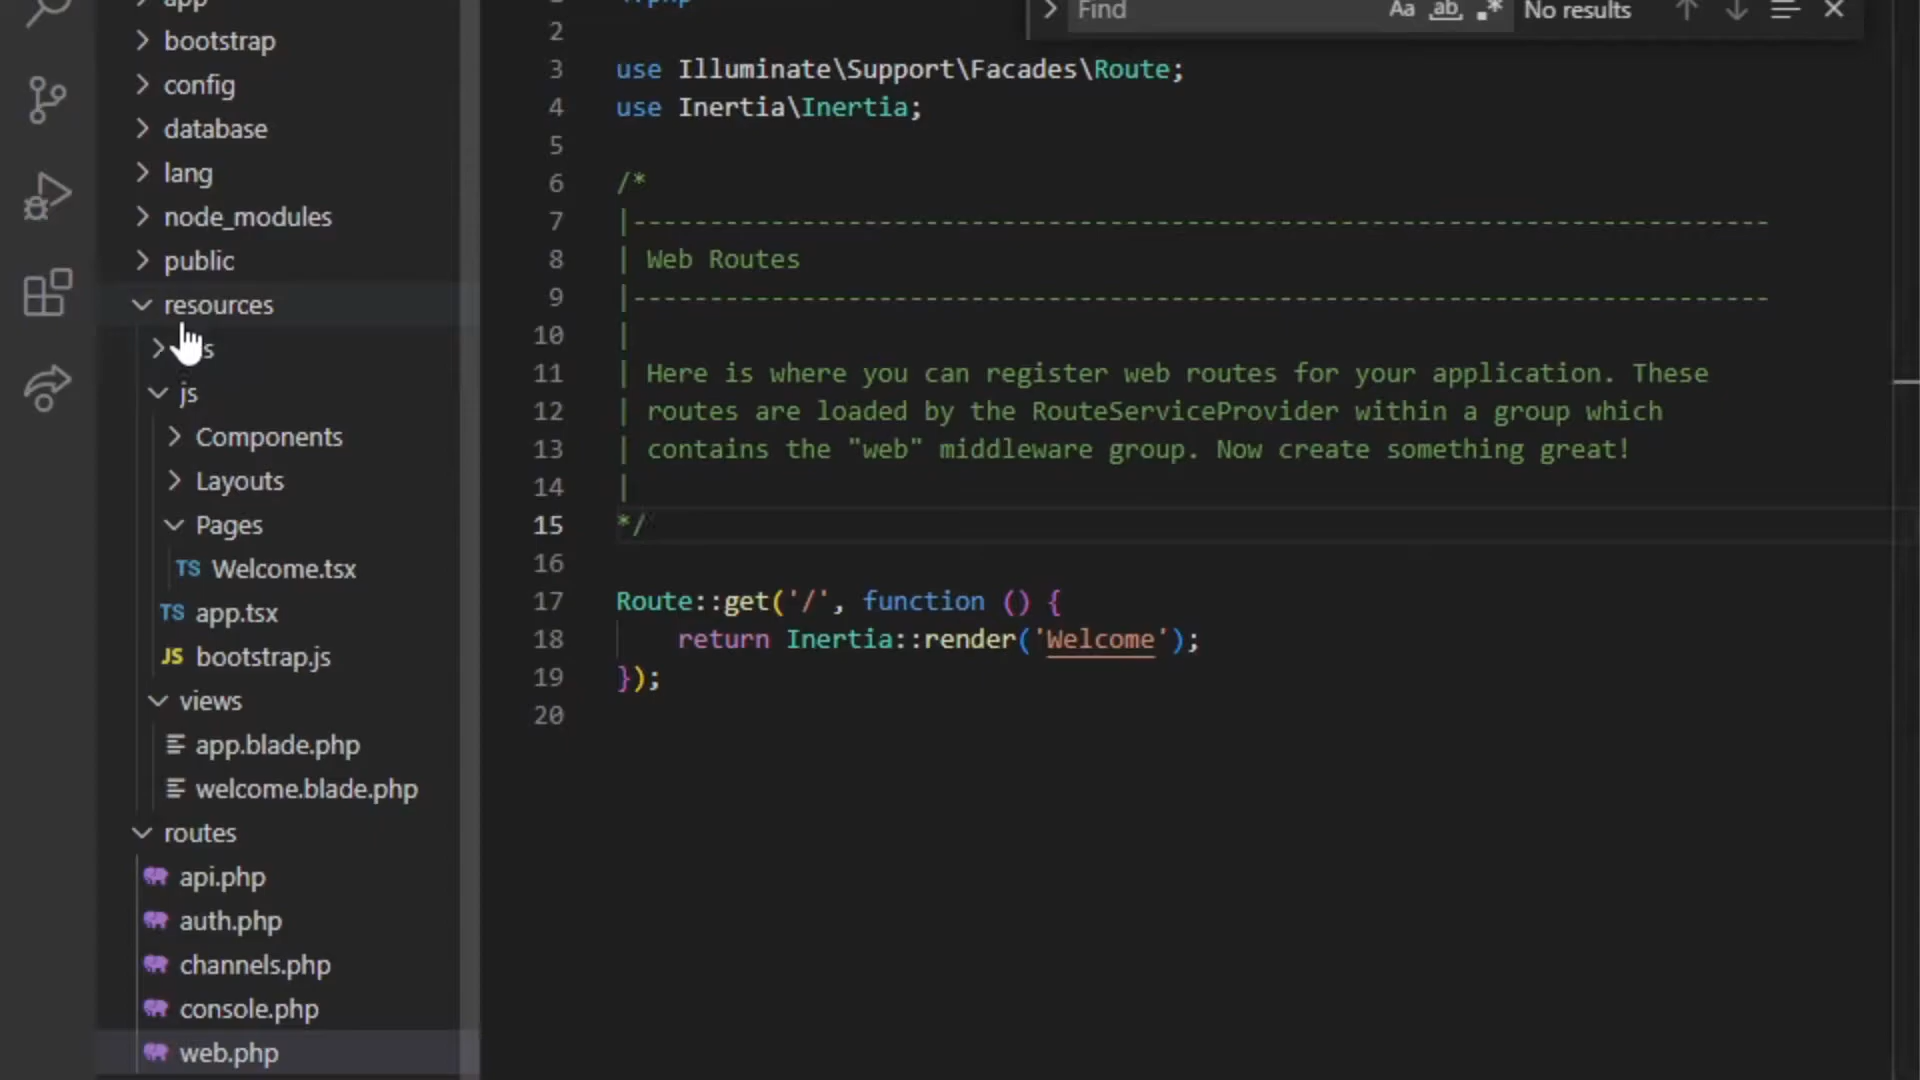 app
bootstrap
config
database
lang
node_modules
public
resources
js
Components
Layouts
Pages
TS Welcome.tsx
TS app.tsx
JS bootstrap.js
views
app.blade.php
welcome.blade.php
routes
api.php
auth.php
channels.php
console.php
web.php
Find
Aa
ab
.*
No results
2
3 use Illuminate\Support\Facades\Route;
4 use Inertia\Inertia;
5
6 /*
7 |--------------------------------------------------------------------------
8 | Web Routes
9 |--------------------------------------------------------------------------
10 |
11 | Here is where you can register web routes for your application. These
12 | routes are loaded by the RouteServiceProvider within a group which
13 | contains the "web" middleware group. Now create something great!
14 |
15 */
16
17 Route::get('/', function () {
18 return Inertia::render('Welcome');
19 });
20